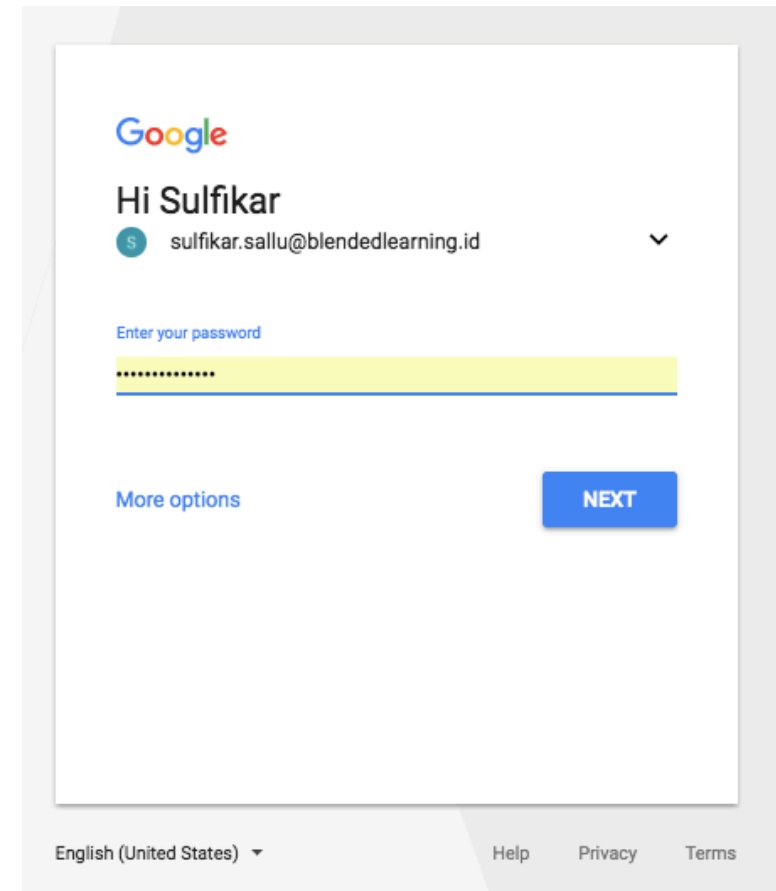 Google
Hi Sulfikar
S sulfikar.sallu@blendedlearning.id
Enter your password
••••••••••••••
More options NEXT
English (United States) Help Privacy Terms